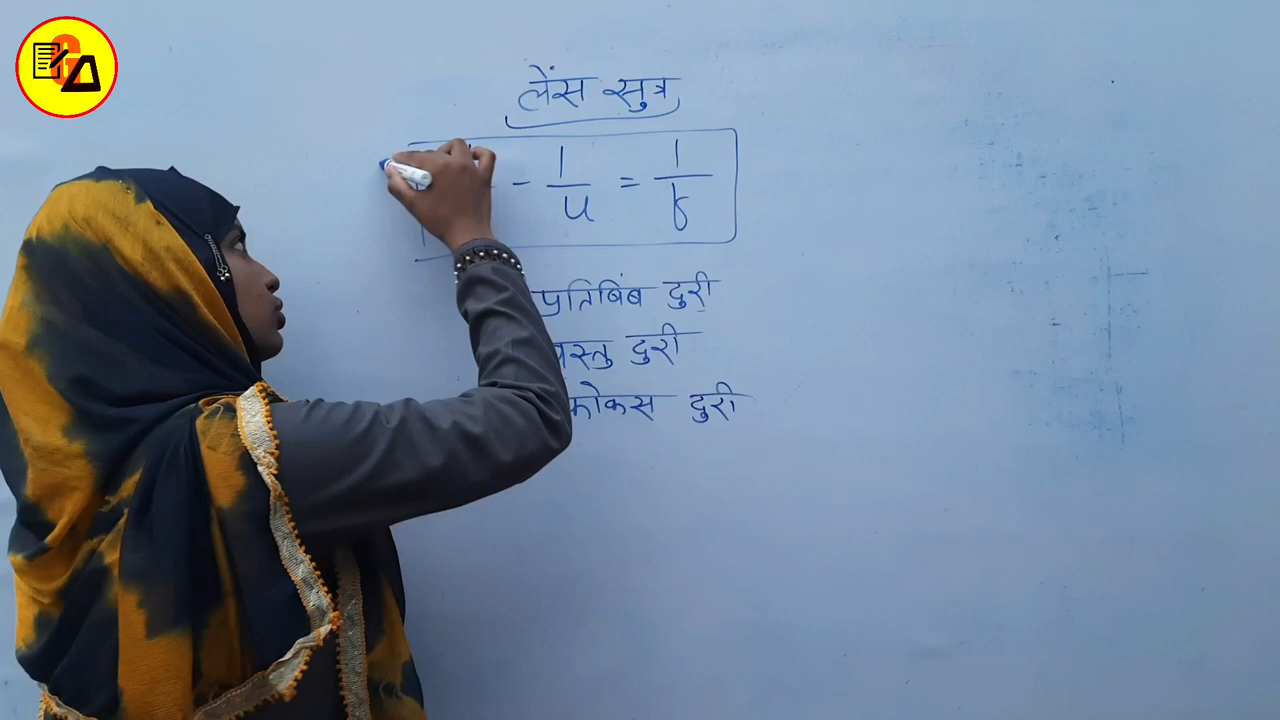 लेंस सुत्र
- 1/u = 1/f
प्रतिबिंब दुरी
वस्तु दुरी
फोकस दुरी
G